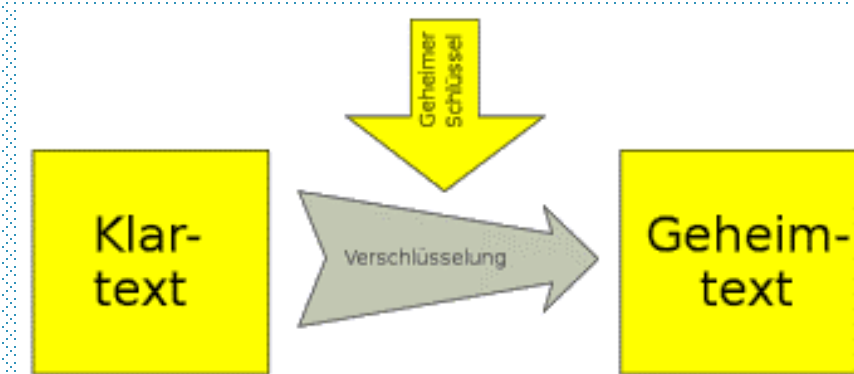 Geheimer
Schlüssel
Klar-
text
Verschlüsselung
Geheim-
text